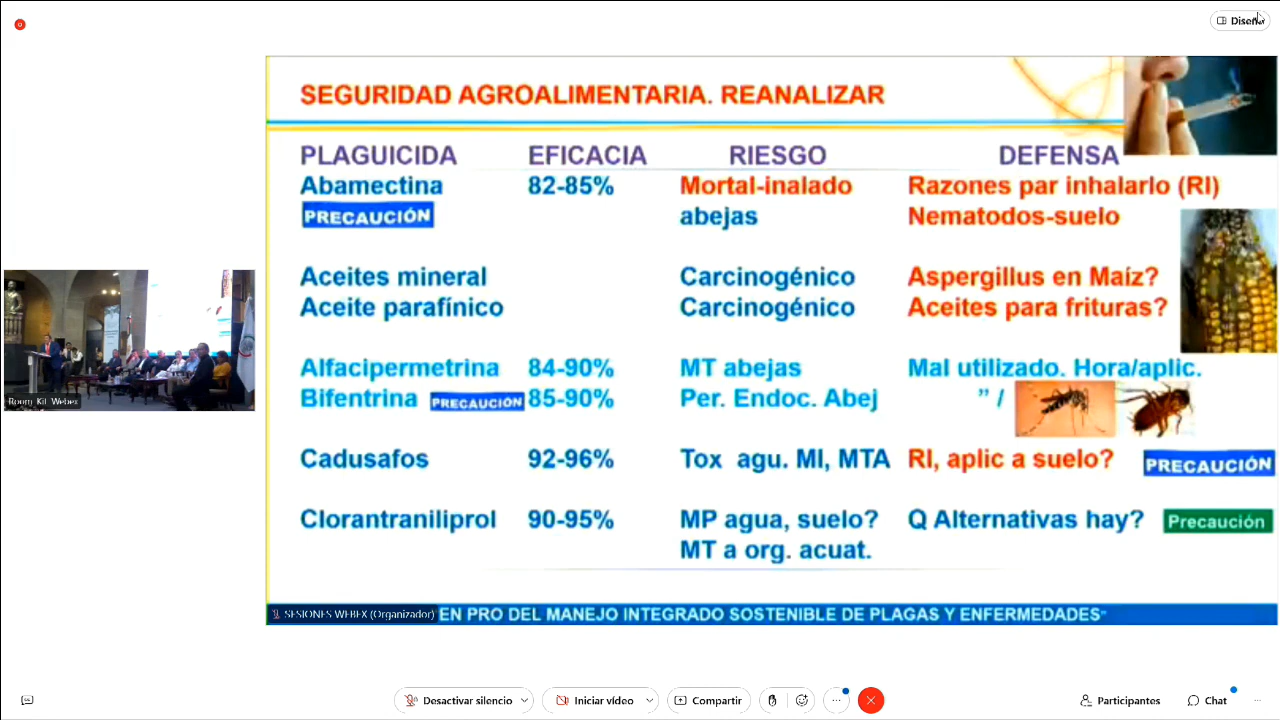 Diseño
SEGURIDAD AGROALIMENTARIA. REANALIZAR
PLAGUICIDA EFICACIA RIESGO DEFENSA
Abamectina 82-85% Mortal-inalado Razones par inhalarlo (RI)
PRECAUCIÓN abejas Nematodos-suelo
Aceites mineral Carcinogénico Aspergillus en Maíz?
Aceite parafínico Carcinogénico Aceites para frituras?
Alfacipermetrina 84-90% MT abejas Mal utilizado. Hora/aplic.
Bifentrina PRECAUCIÓN 85-90% Per. Endoc. Abej ” /
Room Kit Webex
Cadusafos 92-96% Tox agu. MI, MTA RI, aplic a suelo? PRECAUCIÓN
Clorantraniliprol 90-95% MP agua, suelo? Q Alternativas hay? Precaución
MT a org. acuat.
SESIONES WEBEX (Organizador) EN PRO DEL MANEJO INTEGRADO SOSTENIBLE DE PLAGAS Y ENFERMEDADES”
Desactivar silencio Iniciar vídeo Compartir Participantes Chat